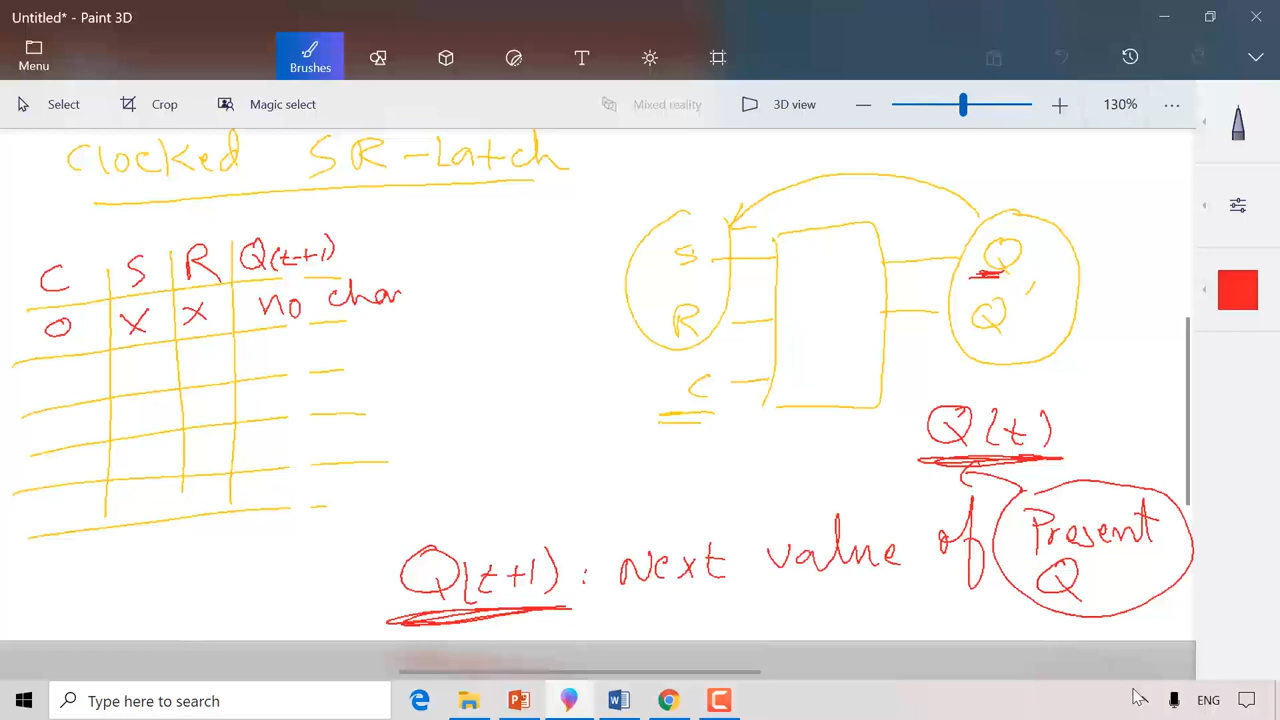 Untitled* - Paint 3D
Menu
Brushes
Select
Crop
Magic select
Mixed reality
3D view
130%
Clocked SR-Latch
C S R Q(t+1)
0 X X no chan
S
R
C
Q
Q'
Q(t)
Present
Q
Q(t+1) : Next value of
Type here to search
ENG